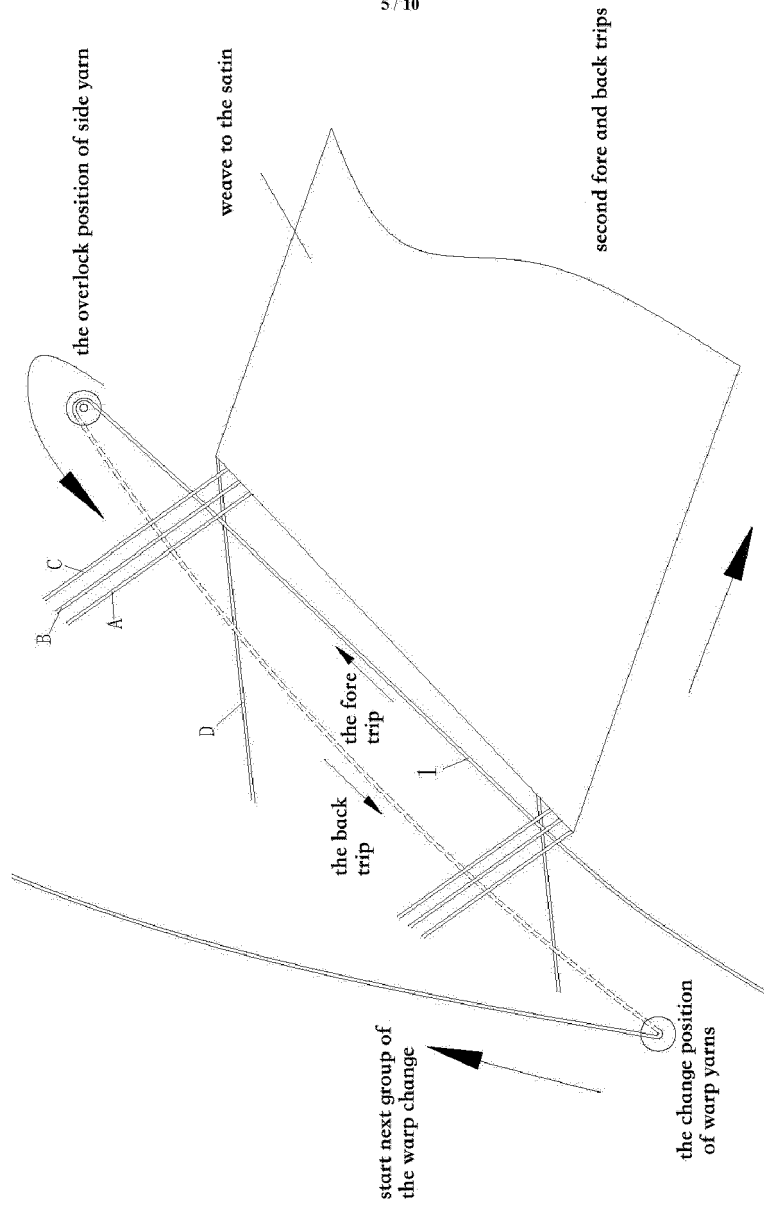 5 / 10
the overlock position of side yarn
weave to the satin
second fore and back trips
C
B
A
D
the fore
trip
1
the back
trip
start next group of
the warp change
the change position
of warp yarns